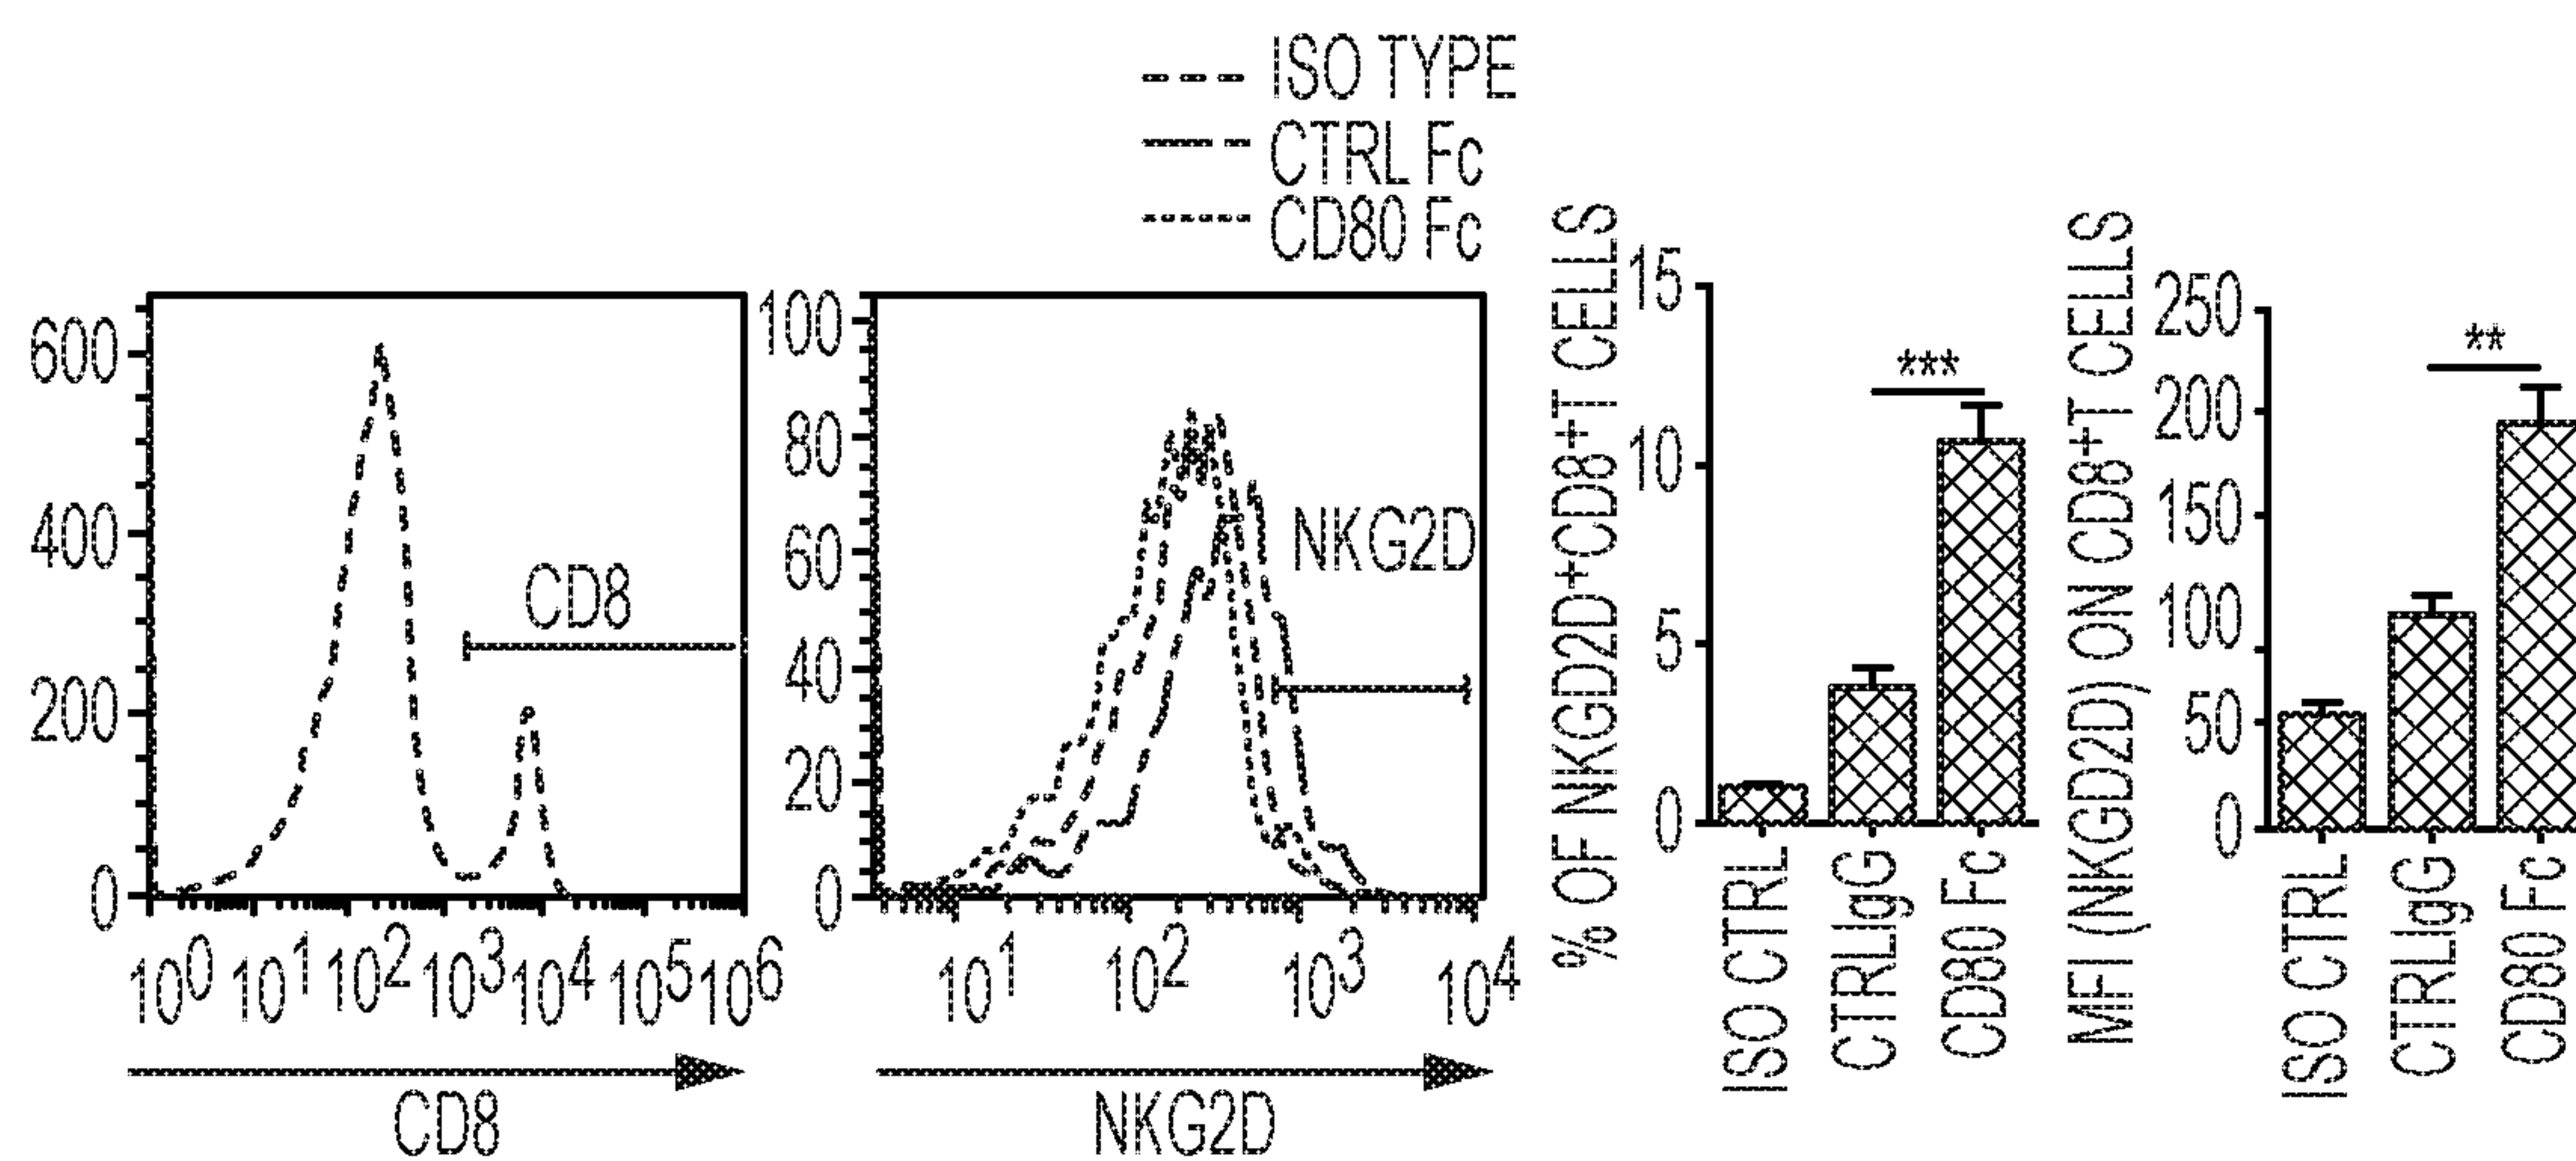 ISO TYPE
CTRL Fc
CD80 Fc
600
400
200
0
CD8
10^0 10^1 10^2 10^3 10^4 10^5 10^6
CD8
100
80
60
40
20
0
NKG2D
10^1 10^2 10^3 10^4
NKG2D
% OF NKGD2D+CD8+T CELLS
15
10
5
0
***
ISO CTRL
CTRLIgG
CD80 Fc
MFI (NKGD2D) ON CD8+T CELLS
250
200
150
100
50
0
**
ISO CTRL
CTRLIgG
CD80 Fc